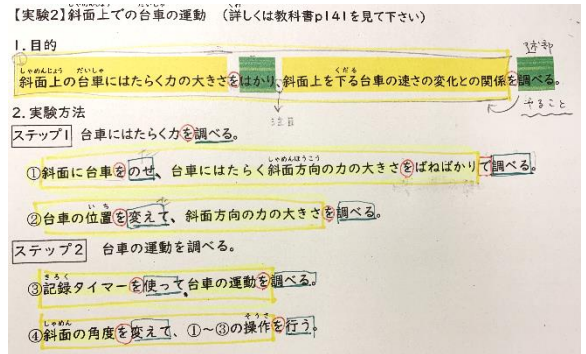 【実験2】斜面上での台車の運動 (詳しくは教科書p141を見て下さい)
1.目的
斜面上の台車にはたらく力の大きさをはかり、斜面上を下る台車の速さの変化との関係を調べる。
やること
2.実験方法
ステップ1 台車にはたらく力を調べる。
①斜面に台車をのせ、台車にはたらく斜面方向の力の大きさをばねばかりで調べる。
②台車の位置を変えて、斜面方向の力の大きさを調べる。
ステップ2 台車の運動を調べる。
③記録タイマーを使って、台車の運動を調べる。
④斜面の角度を変えて、①~③の操作を行う。